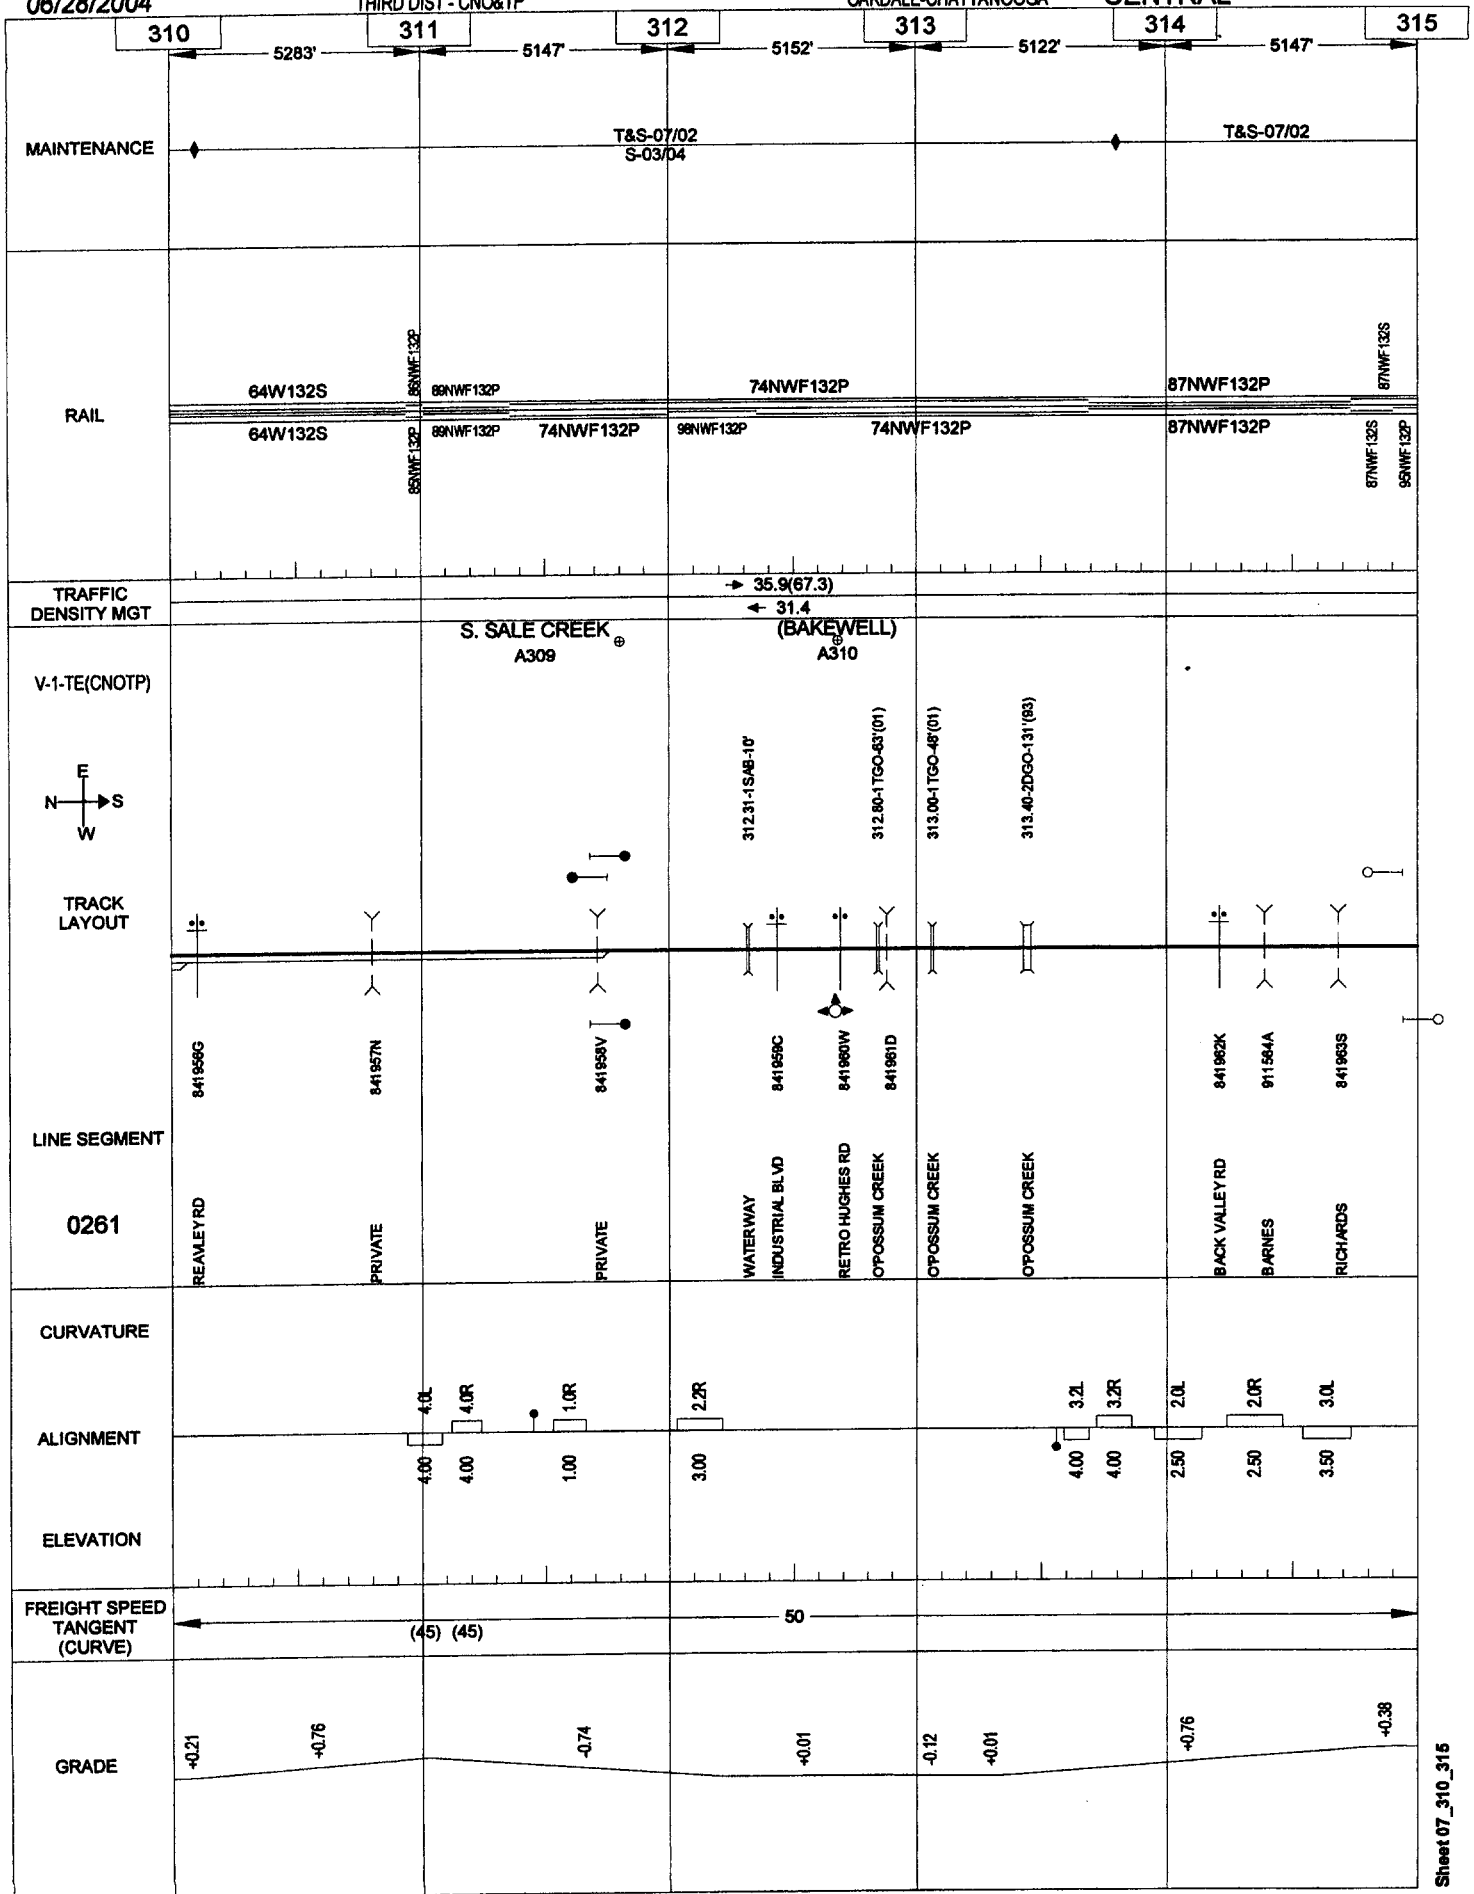 06/28/2004 THIRD DIST - CNO&TP OAKDALE-CHATTANOOGA CENTRAL
310 311 312 313 314 315
5283' 5147' 5152' 5122' 5147'
MAINTENANCE
T&S-07/02
S-03/04
T&S-07/02
RAIL
64W132S
86NWF132P
89NWF132P
74NWF132P
87NWF132P
87NWF132S
64W132S
85NWF132P
89NWF132P
74NWF132P
98NWF132P
74NWF132P
87NWF132P
87NWF132S
95NWF132P
TRAFFIC
DENSITY MGT
35.9(67.3)
31.4
V-1-TE(CNOTP)
S. SALE CREEK
A309
(BAKEWELL)
A310
E
N S
W
312.31-1SAB-10'
312.80-1TGO-63'(01)
313.00-1TGO-48'(01)
313.40-2DGO-131'(93)
TRACK
LAYOUT
841956G
841957N
841958V
841959C
841960W
841961D
841962K
911584A
841963S
LINE SEGMENT
0261
REAVLEY RD
PRIVATE
PRIVATE
WATERWAY
INDUSTRIAL BLVD
RETRO HUGHES RD
O'POSSUM CREEK
O'POSSUM CREEK
O'POSSUM CREEK
BACK VALLEY RD
BARNES
RICHARDS
CURVATURE
4.0L 4.0R 1.0R 2.2R 3.2L 3.2R 2.0L 2.0R 3.0L
ALIGNMENT
4.00 4.00 1.00 3.00 4.00 4.00 2.50 2.50 3.50
ELEVATION
FREIGHT SPEED
TANGENT
(CURVE)
50
(45) (45)
GRADE
+0.21 +0.76 -0.74 +0.01 -0.12 +0.01 +0.76 +0.38
Sheet 07_310_315